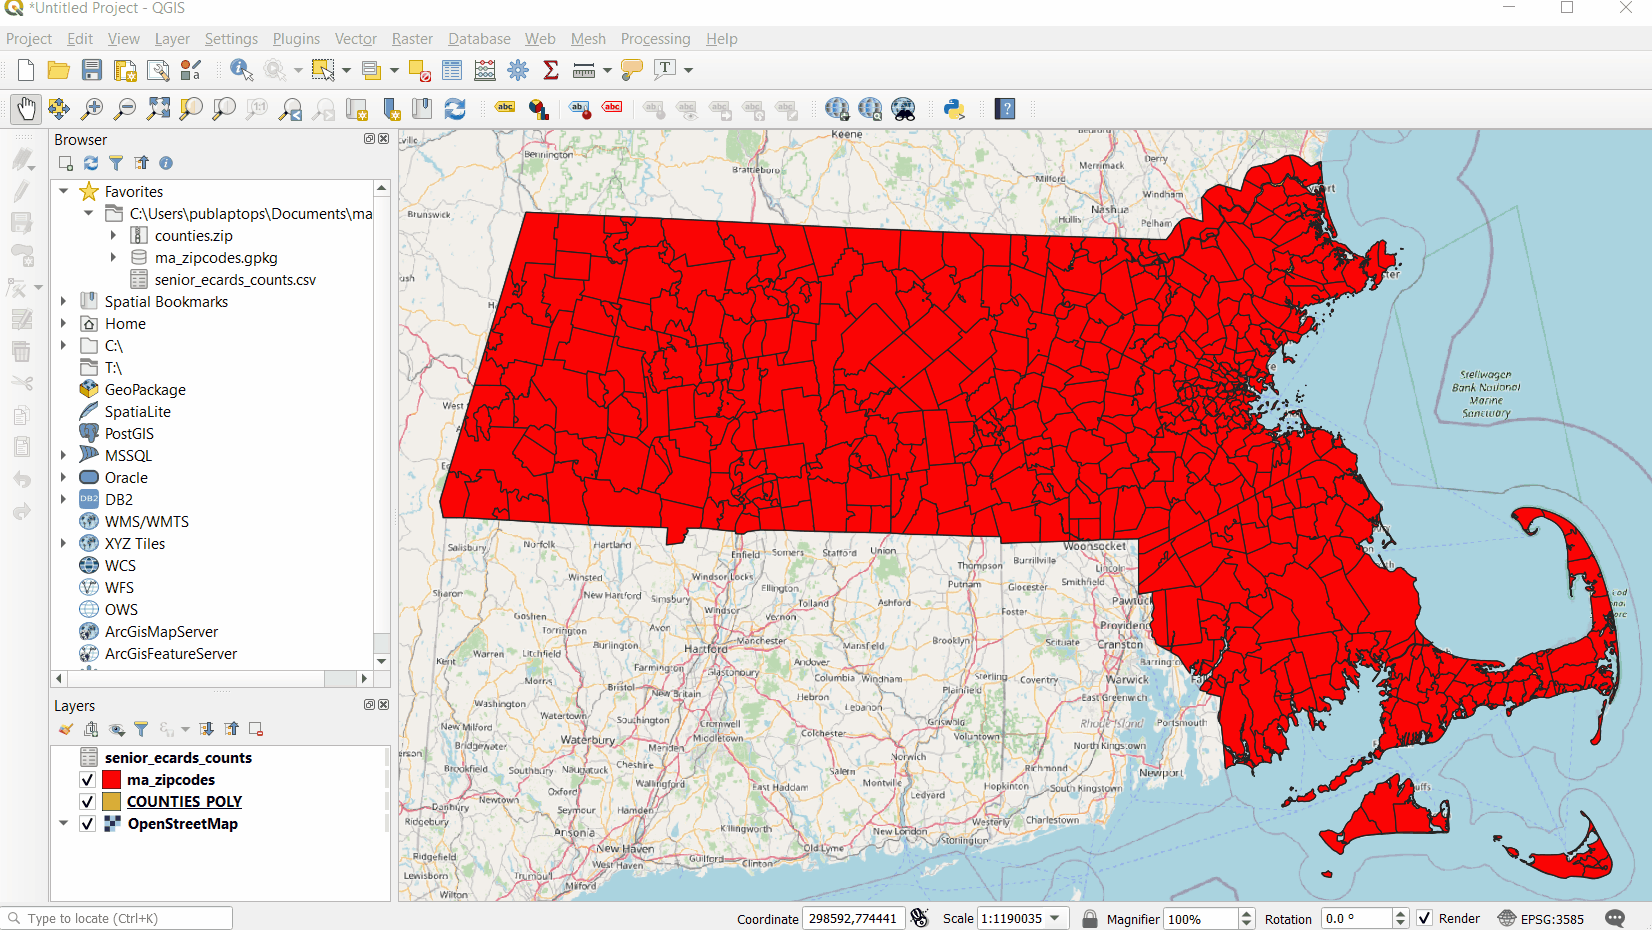 *Untitled Project - QGIS
Project Edit View Layer Settings Plugins Vector Raster Database Web Mesh Processing Help
Browser
Favorites
C:\Users\publaptops\Documents\ma
counties.zip
ma_zipcodes.gpkg
senior_ecards_counts.csv
Spatial Bookmarks
Home
C:\
T:\
GeoPackage
SpatiaLite
PostGIS
MSSQL
Oracle
DB2
WMS/WMTS
XYZ Tiles
WCS
WFS
OWS
ArcGisMapServer
ArcGisFeatureServer
Layers
senior_ecards_counts
ma_zipcodes
COUNTIES POLY
OpenStreetMap
Keene
Bennington
Brattleboro
Merrimack
Derry
Milford
Windham
Brunswick
Nashua
Hollis
Pelham
Stellwagen
Bank National
Marine
Sanctuary
Woonsocket
Salisbury
Norfolk
Hartland
Enfield
Somers
Stafford
Union
Thompson
Burrillville
Lincoln
Winsted
Windsor Locks
Putnam
Smithfield
Sharon
New Hartford
Simsbury
Ellington
Glocester
Windsor
Tolland
Ashford
Foster
Goshen
Torrington
Avon
Vernon
Manchester
Brooklyn
Scituate
Providenc
Warren
Litchfield
Burlington
Hartford
Mansfield
Cranston
Kent
Farmington
Andover
Sterling
Coventry
Barring
Morris
Bristol
New Britain
Glastonbury
Columbia
Windham
Plainfield
Warwick
Washington
Hebron
East Greenwich
Watertown
Southington
Cromwell
Lebanon
Griswold
Rhode Island
Portsmouth
New Milford
Middletown
Colchester
Voluntown
Bridgewater
Waterbury
Meriden
North Kingstown
Brookfield
Southbury
Naugatuck
Cheshire
Salem
Norwich
Richmond
Newport
Newtown
Oxford
Wallingford
East Haddam
Montville
Hopkinton
South Kingstown
Danbury
Seymour
Hamden
Ledyard
Ridgebury
Ansonia
Killingworth
New London
Westerly
Charlestown
New Haven
Old Lyme
Stonington
Ridgefield
West Haven
Guilford
Clinton
Lewisboro
Trumbull
Milford
Wilton
Type to locate (Ctrl+K)
Coordinate 298592,774441 Scale 1:1190035 Magnifier 100% Rotation 0.0 ° Render EPSG:3585